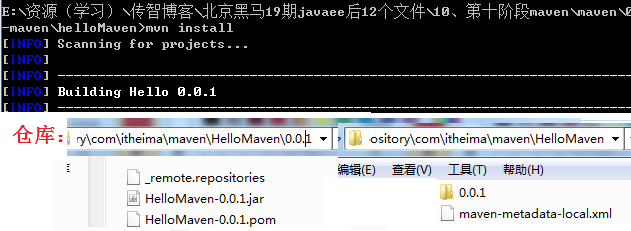 E:\资源（学习）\传智博客\北京黑马19期javaee后12个文件\10、第十阶段maven\maven\0
-maven\helloMaven>mvn install
[INFO] Scanning for projects...
[INFO]
[INFO] ------------------------------------------------------------------------
[INFO] Building Hello 0.0.1
[INFO] ------------------------------------------------------------------------
仓库：
ry\com\itheima\maven\HelloMaven\0.0.1
ository\com\itheima\maven\HelloMaven
编辑(E) 查看(V) 工具(T) 帮助(H)
_remote.repositories
HelloMaven-0.0.1.jar
HelloMaven-0.0.1.pom
0.0.1
maven-metadata-local.xml